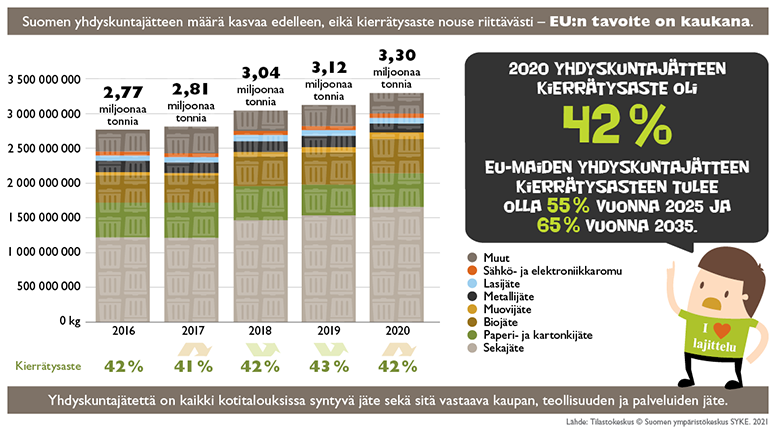 Suomen yhdyskuntajätteen määrä kasvaa edelleen, eikä kierrätysaste nouse riittävästi – EU:n tavoite on kaukana.
3 500 000 000
3 000 000 000
2 500 000 000
2 000 000 000
1 500 000 000
1 000 000 000
500 000 000
0 kg
2,77
miljoonaa
tonnia
2,81
miljoonaa
tonnia
3,04
miljoonaa
tonnia
3,12
miljoonaa
tonnia
3,30
miljoonaa
tonnia
2016 2017 2018 2019 2020
Kierrätysaste 42 % 41 % 42 % 43 % 42 %
2020 YHDYSKUNTAJÄTTEEN
KIERRÄTYSASTE OLI
42 %
EU-MAIDEN YHDYSKUNTAJÄTTEEN
KIERRÄTYSASTEEN TULEE
OLLA 55 % VUONNA 2025 JA
65 % VUONNA 2035.
Muut
Sähkö- ja elektroniikkaromu
Lasijäte
Metallijäte
Muovijäte
Biojäte
Paperi- ja kartonkijäte
Sekajäte
I
lajittelu
Yhdyskuntajätettä on kaikki kotitalouksissa syntyvä jäte sekä sitä vastaava kaupan, teollisuuden ja palveluiden jäte.
Lähde: Tilastokeskus © Suomen ympäristökeskus SYKE. 2021